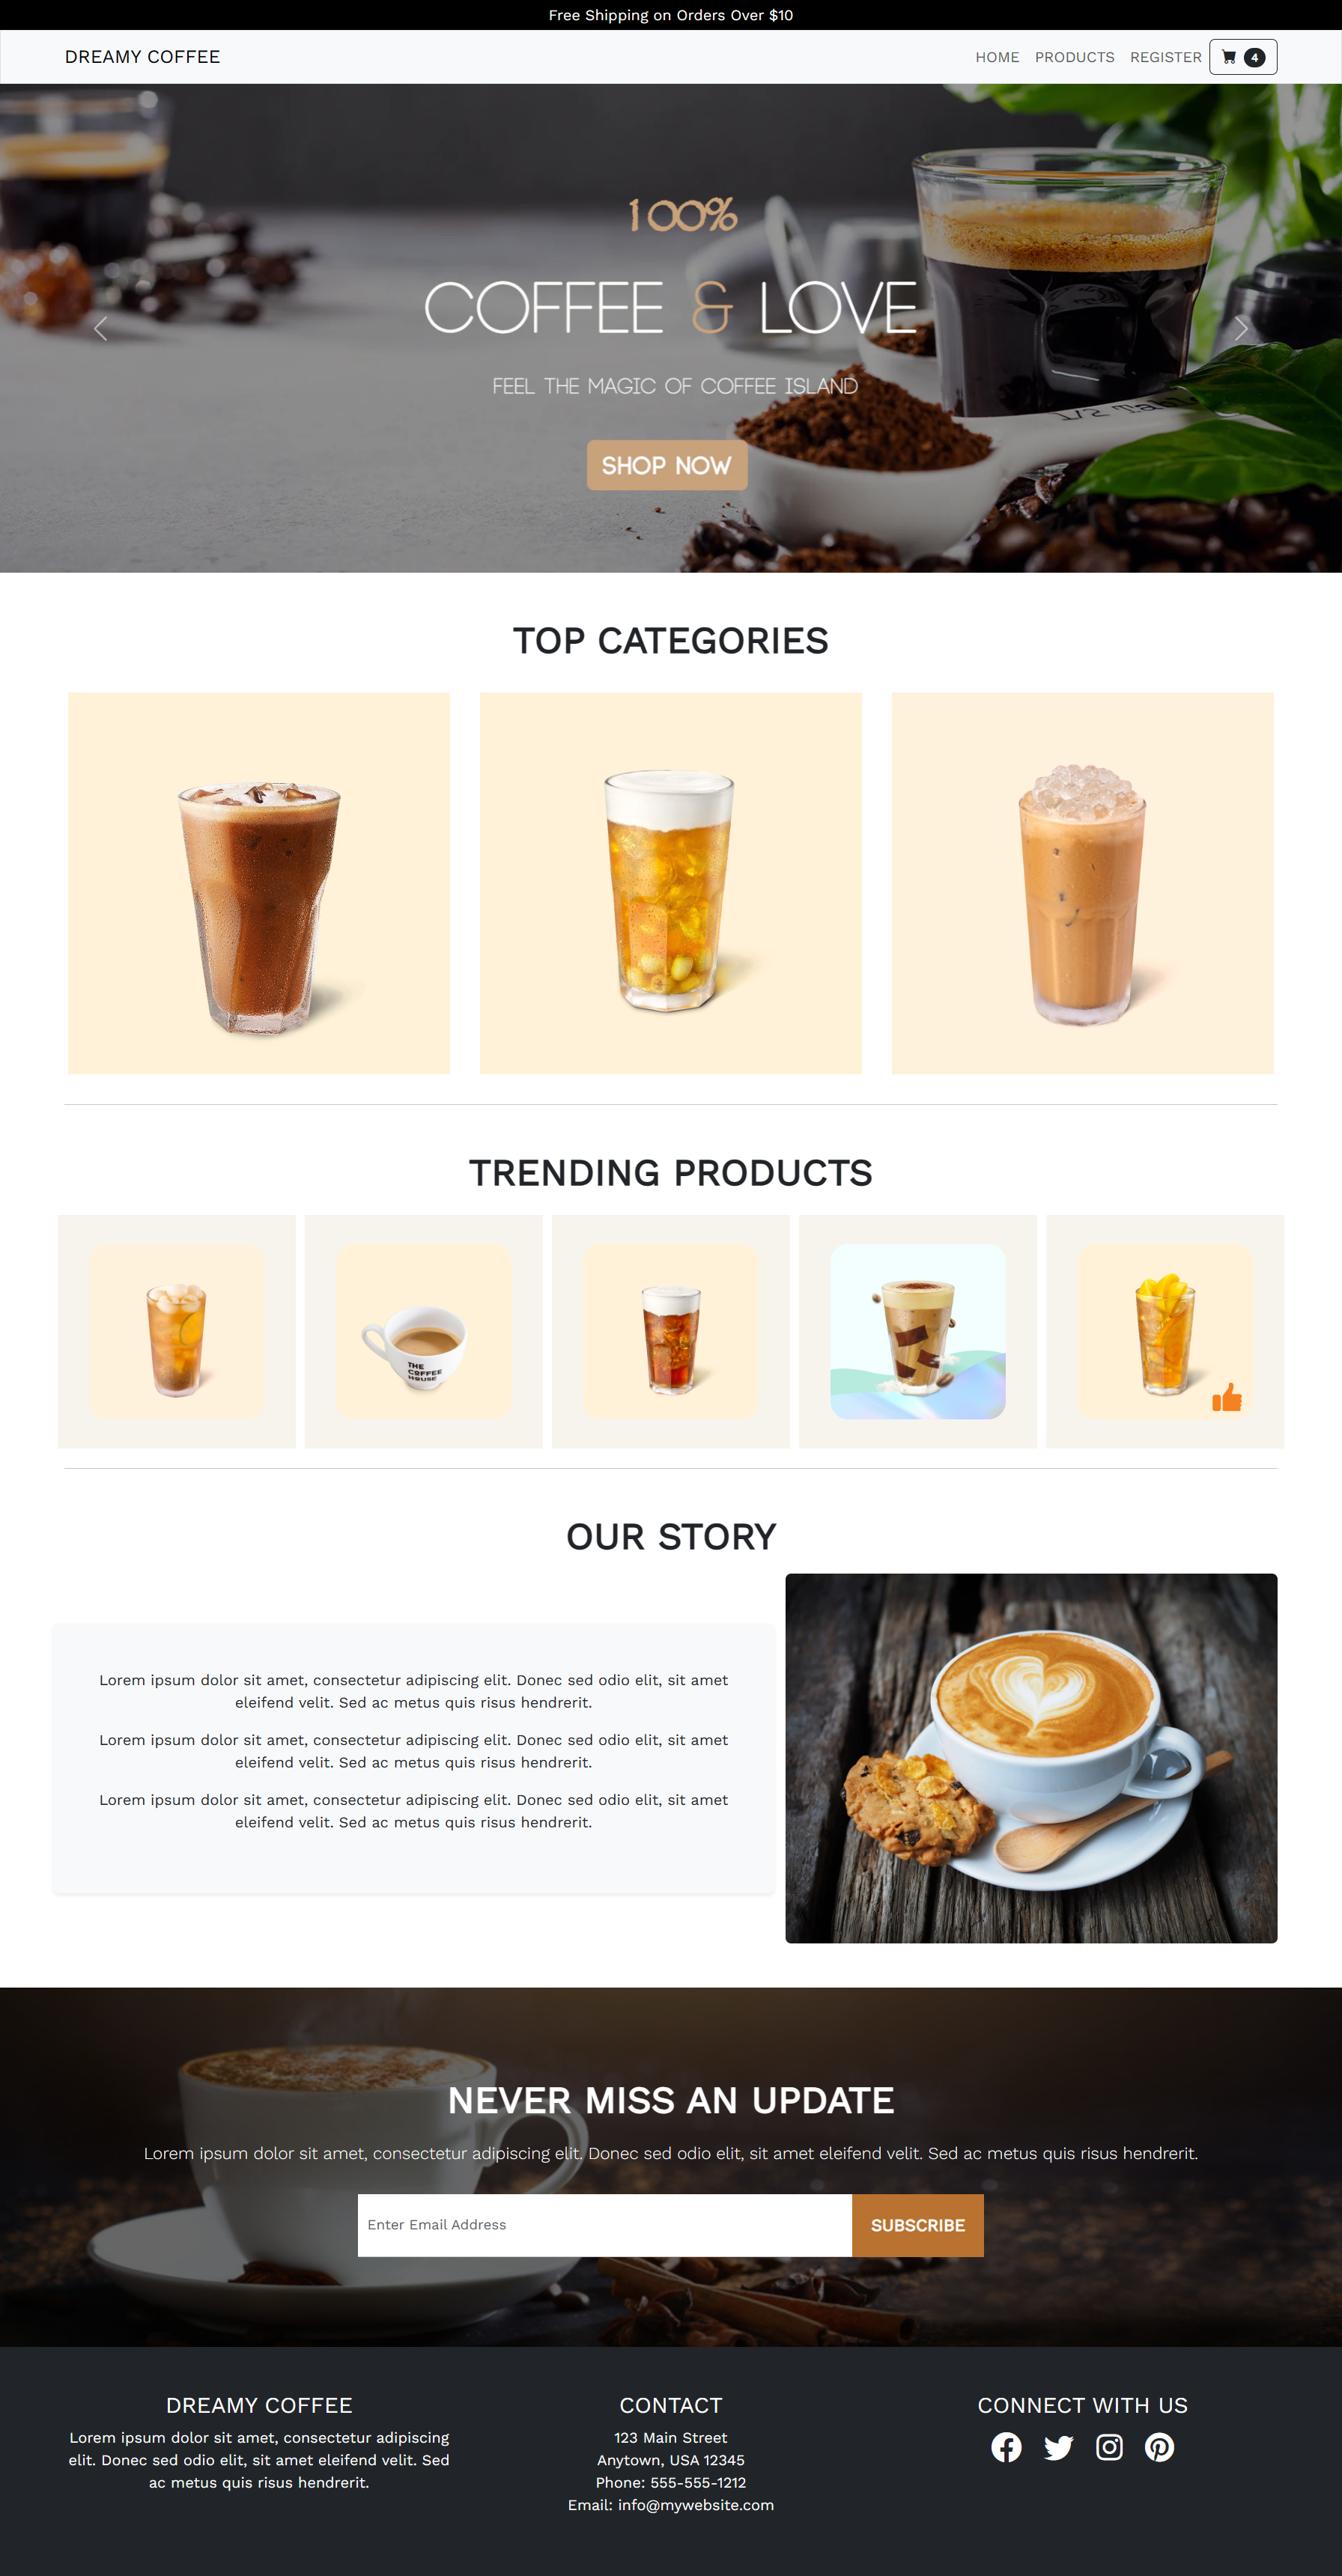 Free Shipping on Orders Over $10
DREAMY COFFEE
HOME PRODUCTS REGISTER 4
100%
COFFEE & LOVE
FEEL THE MAGIC OF COFFEE ISLAND
SHOP NOW
TOP CATEGORIES
TRENDING PRODUCTS
THE
COFFEE
HOUSE
OUR STORY
Lorem ipsum dolor sit amet, consectetur adipiscing elit. Donec sed odio elit, sit amet
eleifend velit. Sed ac metus quis risus hendrerit.
Lorem ipsum dolor sit amet, consectetur adipiscing elit. Donec sed odio elit, sit amet
eleifend velit. Sed ac metus quis risus hendrerit.
Lorem ipsum dolor sit amet, consectetur adipiscing elit. Donec sed odio elit, sit amet
eleifend velit. Sed ac metus quis risus hendrerit.
NEVER MISS AN UPDATE
Lorem ipsum dolor sit amet, consectetur adipiscing elit. Donec sed odio elit, sit amet eleifend velit. Sed ac metus quis risus hendrerit.
Enter Email Address
SUBSCRIBE
DREAMY COFFEE
Lorem ipsum dolor sit amet, consectetur adipiscing
elit. Donec sed odio elit, sit amet eleifend velit. Sed
ac metus quis risus hendrerit.
CONTACT
123 Main Street
Anytown, USA 12345
Phone: 555-555-1212
Email: info@mywebsite.com
CONNECT WITH US